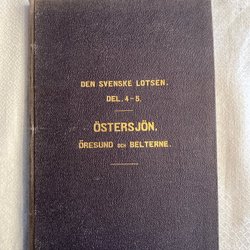 DEN SVENSKE LOTSEN.
DEL. 4-5.
ÖSTERSJÖN.
ÖRESUND OCH BELTERNE.